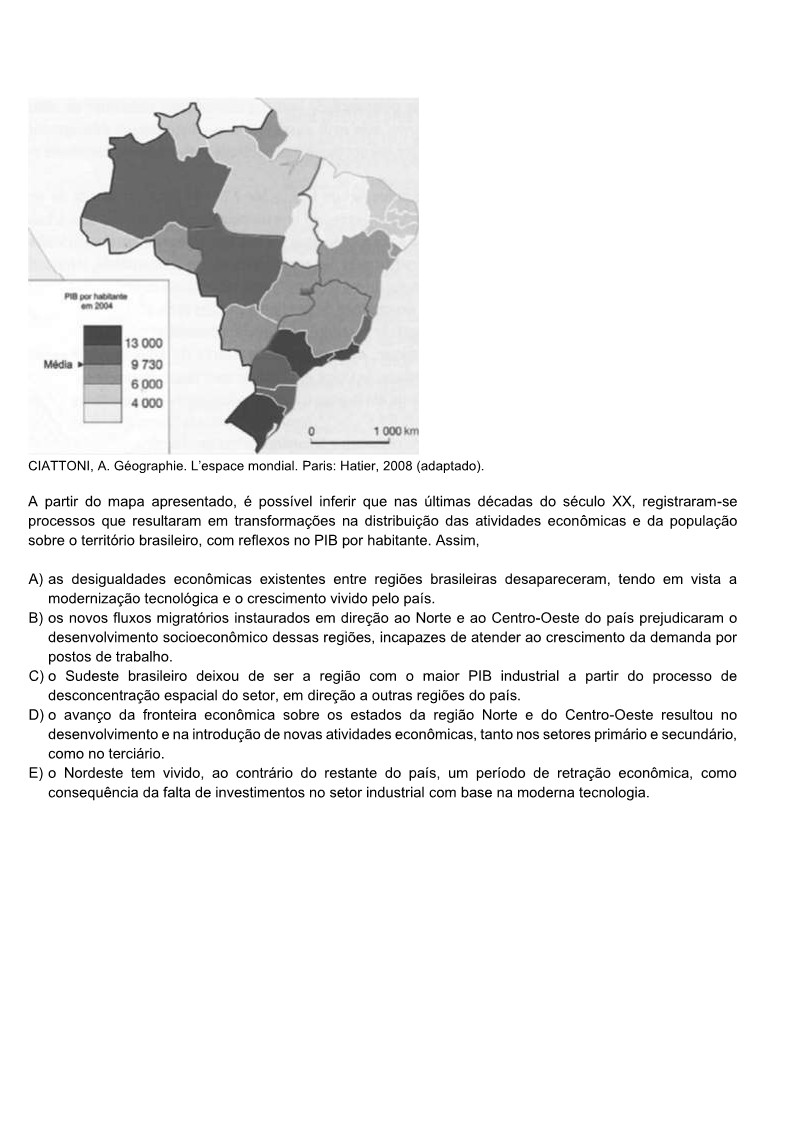 PIB por habitante
em 2004
13 000
Média
9 730
6 000
4 000
0 1 000 km
CIATTONI, A. Géographie. L’espace mondial. Paris: Hatier, 2008 (adaptado).
A partir do mapa apresentado, é possível inferir que nas últimas décadas do século XX, registraram-se
processos que resultaram em transformações na distribuição das atividades econômicas e da população
sobre o território brasileiro, com reflexos no PIB por habitante. Assim,
A) as desigualdades econômicas existentes entre regiões brasileiras desapareceram, tendo em vista a
modernização tecnológica e o crescimento vivido pelo país.
B) os novos fluxos migratórios instaurados em direção ao Norte e ao Centro-Oeste do país prejudicaram o
desenvolvimento socioeconômico dessas regiões, incapazes de atender ao crescimento da demanda por
postos de trabalho.
C) o Sudeste brasileiro deixou de ser a região com o maior PIB industrial a partir do processo de
desconcentração espacial do setor, em direção a outras regiões do país.
D) o avanço da fronteira econômica sobre os estados da região Norte e do Centro-Oeste resultou no
desenvolvimento e na introdução de novas atividades econômicas, tanto nos setores primário e secundário,
como no terciário.
E) o Nordeste tem vivido, ao contrário do restante do país, um período de retração econômica, como
consequência da falta de investimentos no setor industrial com base na moderna tecnologia.